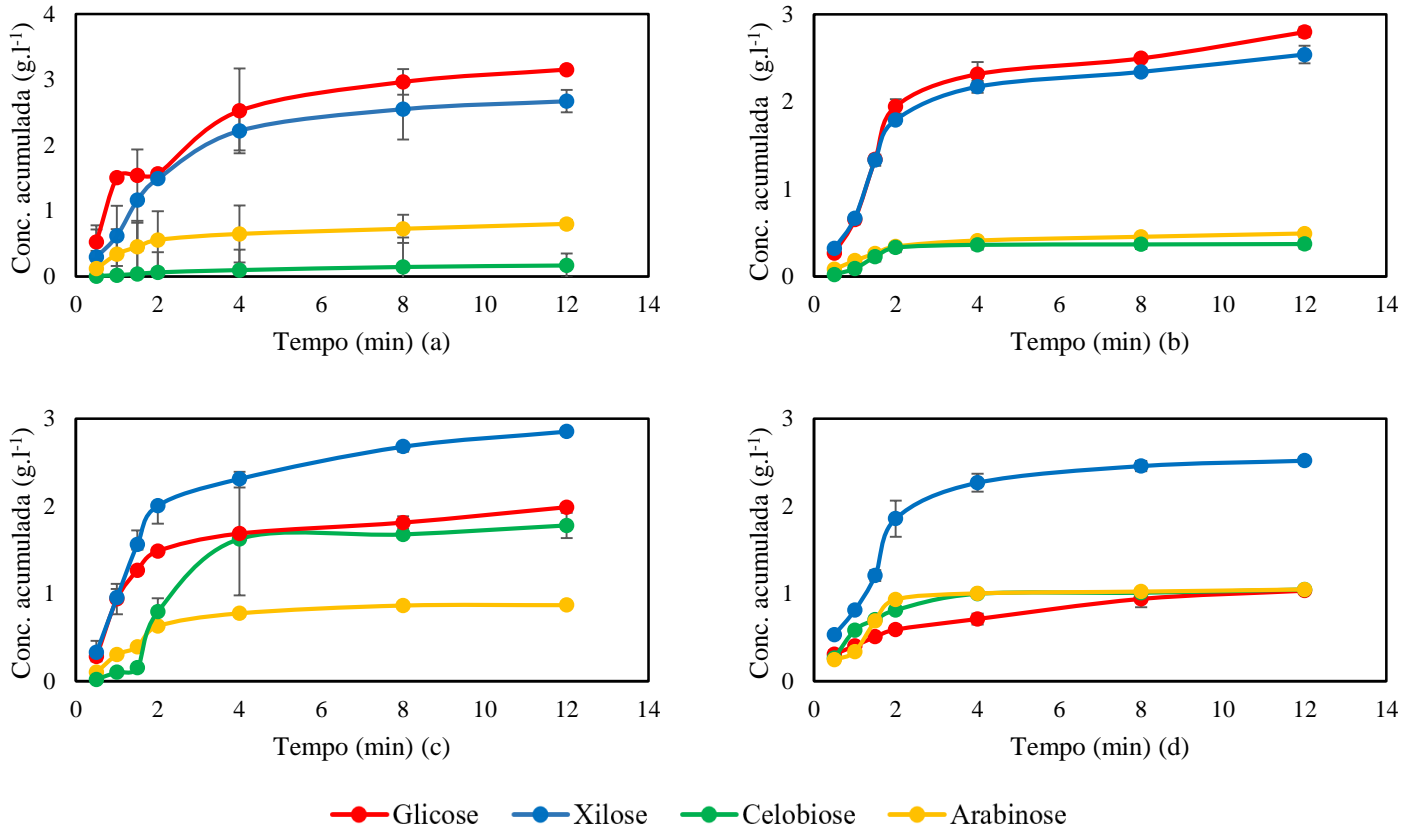 Conc. acumulada (g.l⁻¹)
4
3
2
1
0
0 2 4 6 8 10 12 14
Tempo (min) (a)
Conc. acumulada (g.l⁻¹)
3
2
1
0
0 2 4 6 8 10 12 14
Tempo (min) (b)
Conc. acumulada (g.l⁻¹)
3
2
1
0
0 2 4 6 8 10 12 14
Tempo (min) (c)
Conc. acumulada (g.l⁻¹)
3
2
1
0
0 2 4 6 8 10 12 14
Tempo (min) (d)
Glicose Xilose Celobiose Arabinose